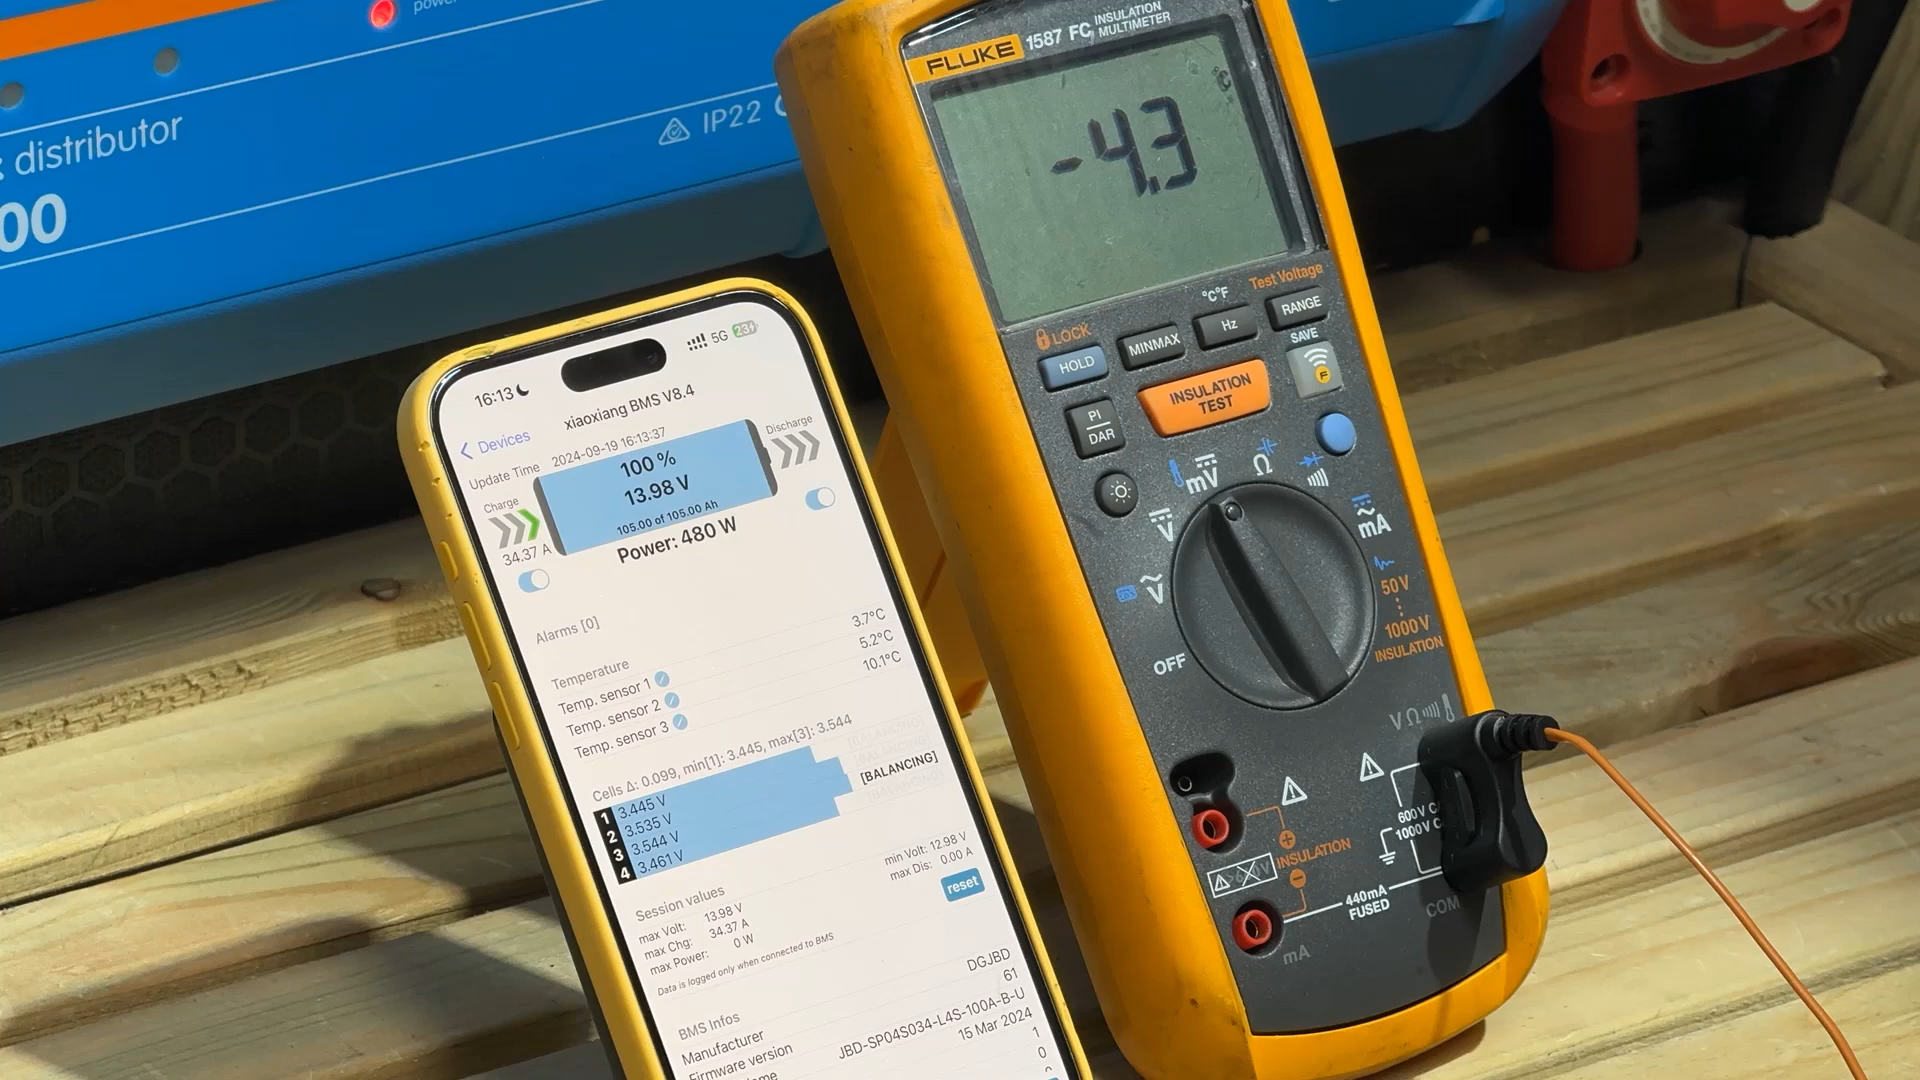 power
distributor
00
IP22
FLUKE 1587 FC INSULATION MULTIMETER
°C
-4.3
Test Voltage
°C°F
LOCK
HOLD
MINMAX
Hz
RANGE
SAVE
INSULATION TEST
PI
DAR
mV
Ω
V
mA
V
OFF
50V
1000V
INSULATION
VΩ
600V
1000V
INSULATION
440mA
FUSED
COM
mA
16:13
5G
23
xiaoxiang BMS V8.4
Devices
Update Time 2024-09-19 16:13:37
Charge
Discharge
100 %
13.98 V
105.00 of 105.00 Ah
34.37 A
Power: 480 W
Alarms [0]
Temperature
Temp. sensor 1 3.7°C
Temp. sensor 2 5.2°C
Temp. sensor 3 10.1°C
Cells Δ: 0.099, min[1]: 3.445, max[3]: 3.544
1 3.445 V
2 3.535 V
3 3.544 V [BALANCING]
4 3.461 V
Session values
max Volt: 13.98 V min Volt: 12.98 V
max Chg: 34.37 A max Dis: 0.00 A
max Power: 0 W reset
Data is logged only when connected to BMS
BMS Infos
Manufacturer DGJBD
Firmware version 61
JBD-SP04S034-L4S-100A-B-U
15 Mar 2024
1
0
0